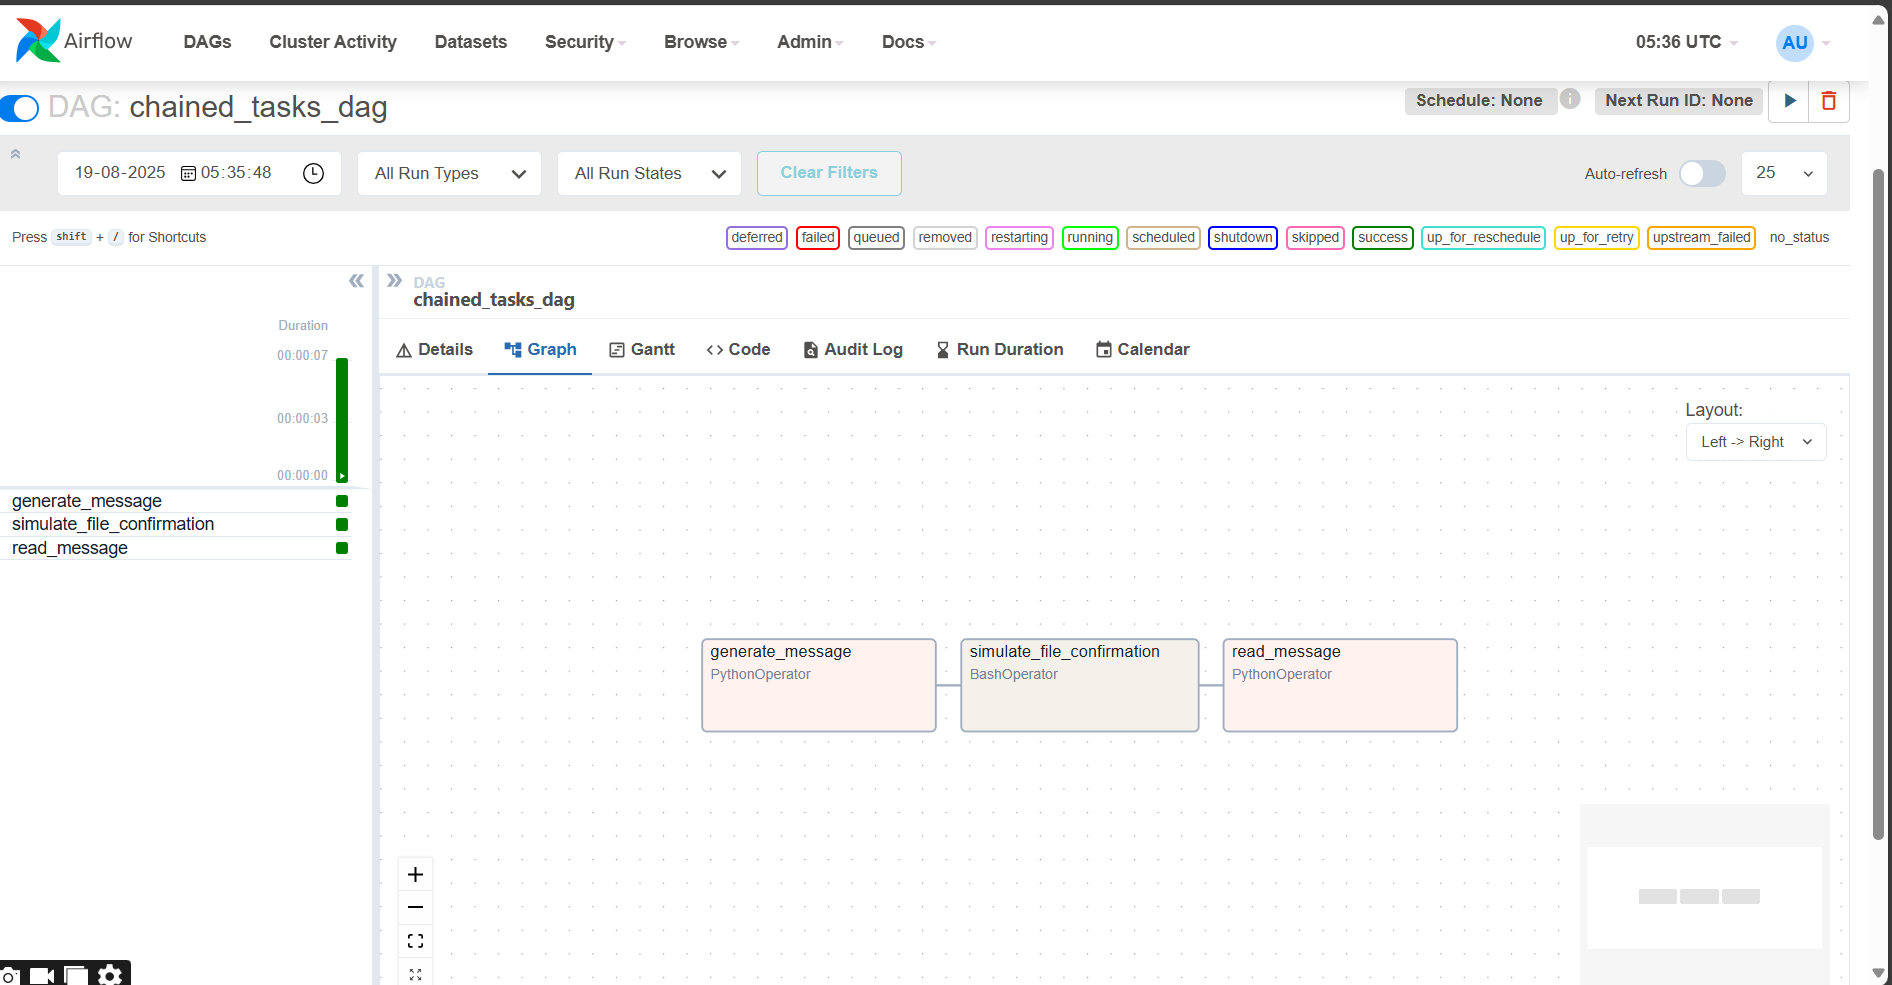 Airflow DAGs Cluster Activity Datasets Security Browse Admin Docs 05:36 UTC AU
DAG: chained_tasks_dag Schedule: None i Next Run ID: None
19-08-2025 05:35:48 All Run Types All Run States Clear Filters Auto-refresh 25
Press shift + / for Shortcuts deferred failed queued removed restarting running scheduled shutdown skipped success up_for_reschedule up_for_retry upstream_failed no_status
DAG
chained_tasks_dag
Duration
00:00:07
00:00:03
00:00:00
generate_message
simulate_file_confirmation
read_message
Details Graph Gantt Code Audit Log Run Duration Calendar
Layout:
Left -> Right
generate_message
PythonOperator
simulate_file_confirmation
BashOperator
read_message
PythonOperator